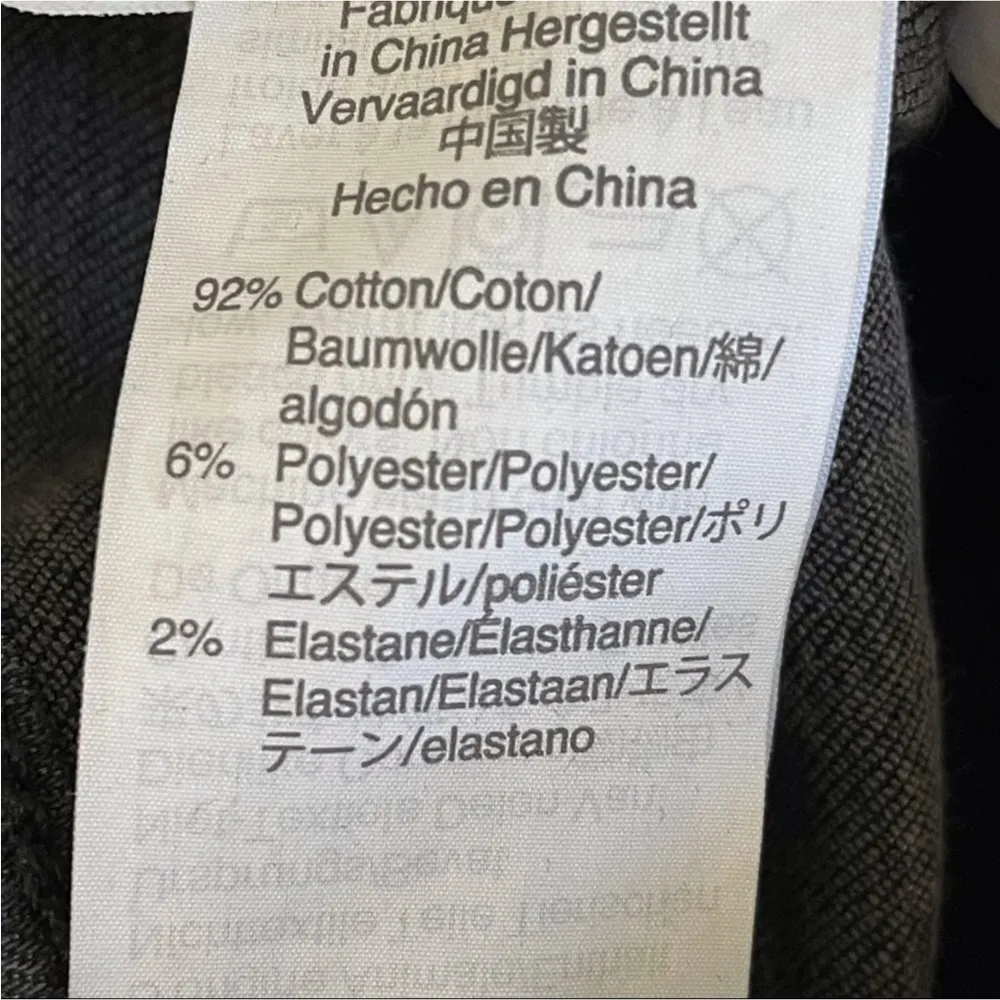 in China Hergestellt
Vervaardigd in China
中国製
Hecho en China
92% Cotton/Coton/
Baumwolle/Katoen/綿/
algodón
6% Polyester/Polyester/
Polyester/Polyester/ポリ
エステル/poliéster
2% Elastane/Élasthanne/
Elastan/Elastaan/エラス
テーン/elastano